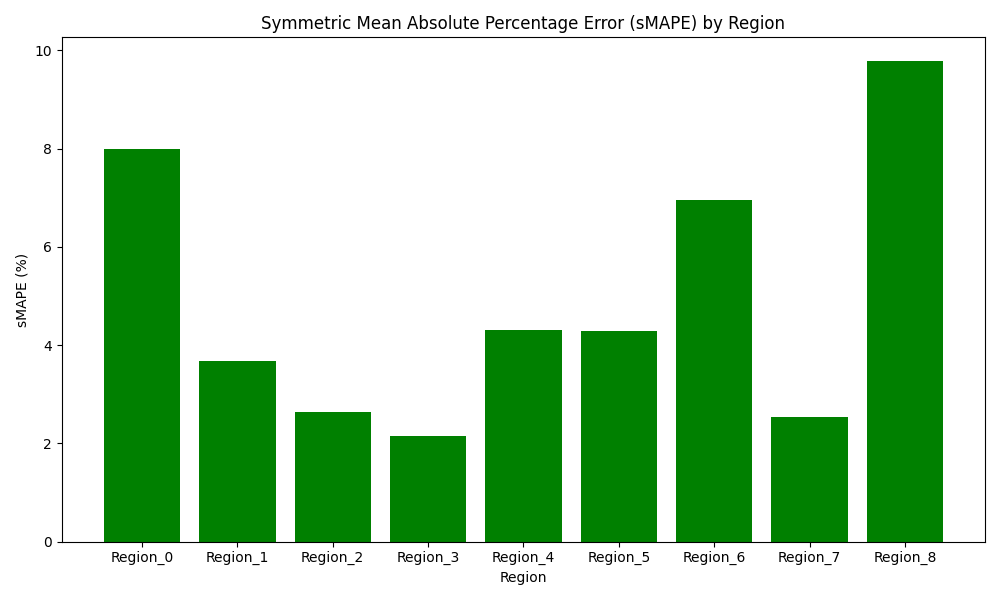 Symmetric Mean Absolute Percentage Error (sMAPE) by Region
10
8
6
4
2
0
sMAPE (%)
Region_0 Region_1 Region_2 Region_3 Region_4 Region_5 Region_6 Region_7 Region_8
Region